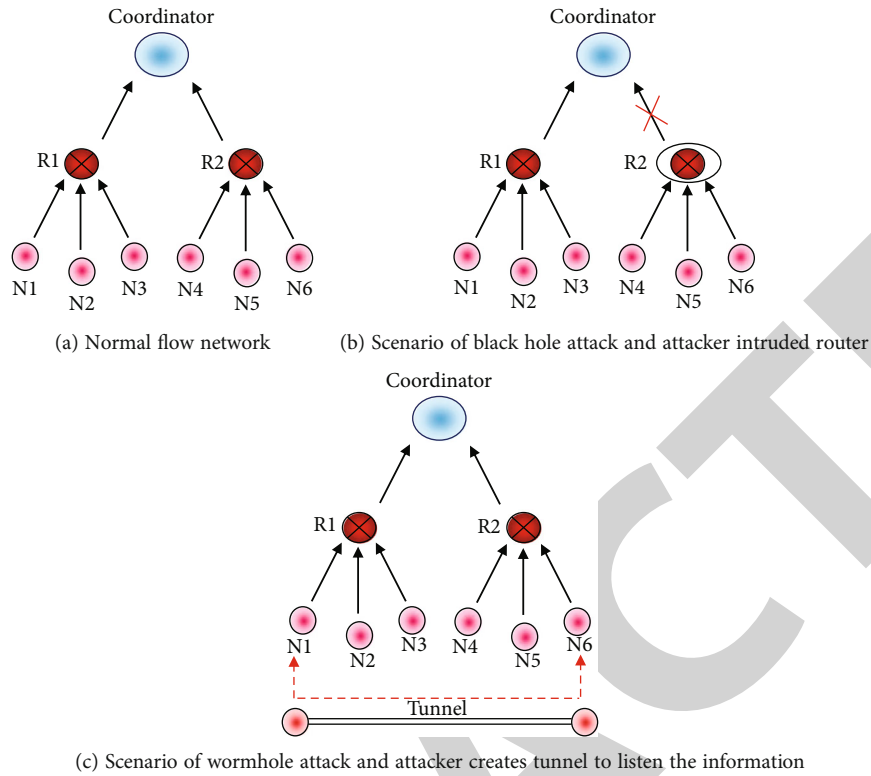 Coordinator Coordinator
R1 R2 R1 R2
N1 N2 N3 N4 N5 N6 N1 N2 N3 N4 N5 N6
(a) Normal flow network (b) Scenario of black hole attack and attacker intruded router
Coordinator
R1 R2
N1 N2 N3 N4 N5 N6
Tunnel
(c) Scenario of wormhole attack and attacker creates tunnel to listen the information